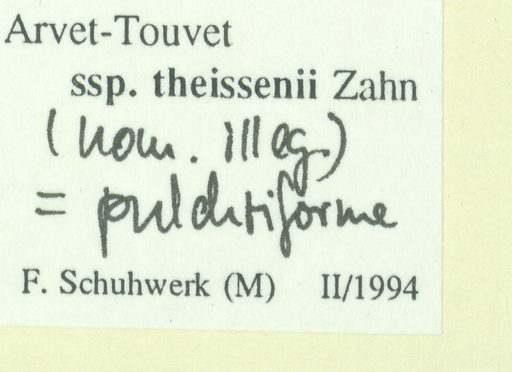 Arvet-Touvet
ssp. theissenii Zahn
(nom. illeg.)
= pulchriforme
F. Schuhwerk (M) II/1994